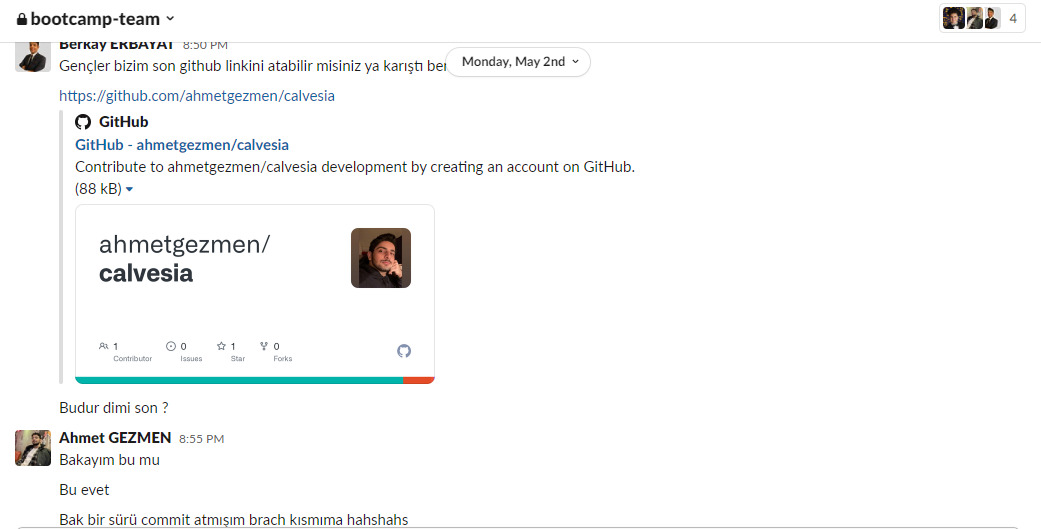 bootcamp-team
4
Berkay ERBAYAT 8:50 PM
Gençler bizim son github linkini atabilir misiniz ya karıştı
Monday, May 2nd
https://github.com/ahmetgezmen/calvesia
GitHub
GitHub - ahmetgezmen/calvesia
Contribute to ahmetgezmen/calvesia development by creating an account on GitHub.
(88 kB)
ahmetgezmen/
calvesia
1 Contributor
0 Issues
1 Star
0 Forks
Budur dimi son ?
Ahmet GEZMEN 8:55 PM
Bakayım bu mu
Bu evet
Bak bir sürü commit atmışım brach kısmıma hahshahs